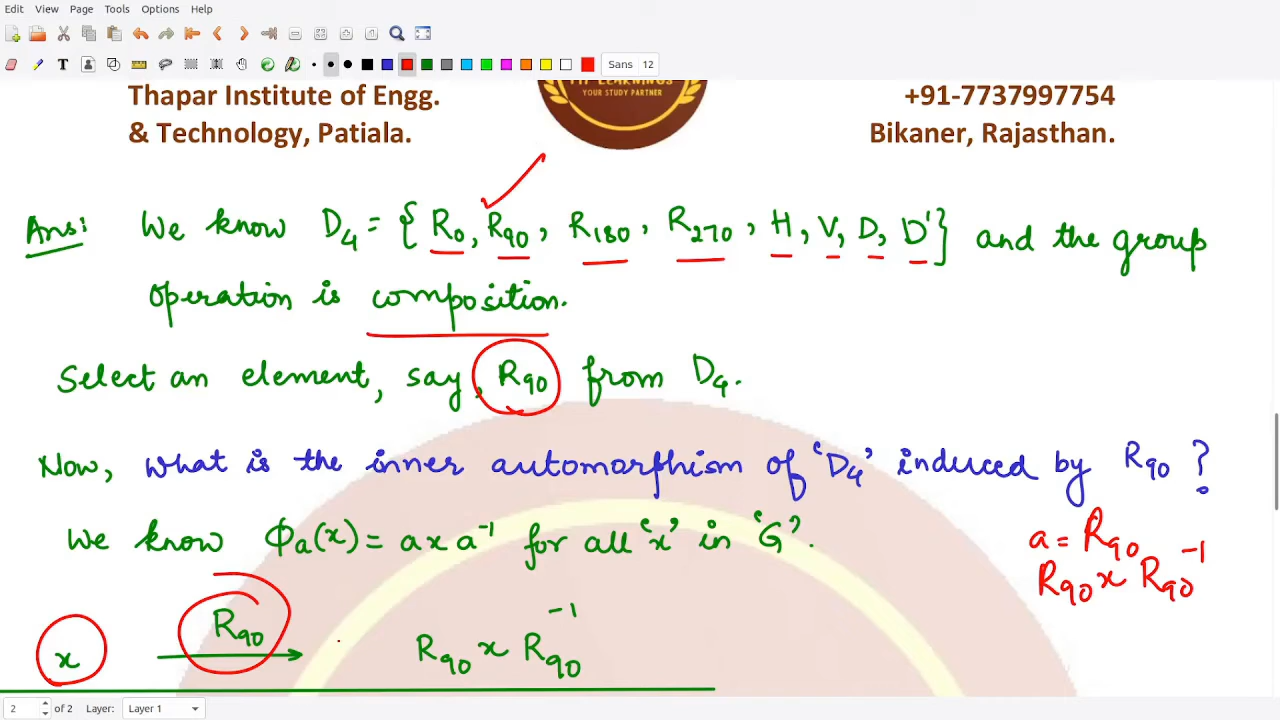 Edit View Page Tools Options Help
Sans 12
Thapar Institute of Engg.
& Technology, Patiala.
YOUR STUDY PARTNER
+91-7737997754
Bikaner, Rajasthan.
Ans: We know D₄ = {R₀, R₉₀, R₁₈₀, R₂₇₀, H, V, D, D'} and the group
operation is composition.
Select an element, say, R₉₀ from D₄.
Now, what is the inner automorphism of 'D₄' induced by R₉₀ ?
We know Φₐ(x) = a x a⁻¹ for all 'x' in 'G'.
a = R₉₀
R₉₀ x R₉₀⁻¹
x R₉₀ R₉₀ x R₉₀⁻¹
2 of 2 Layer: Layer 1